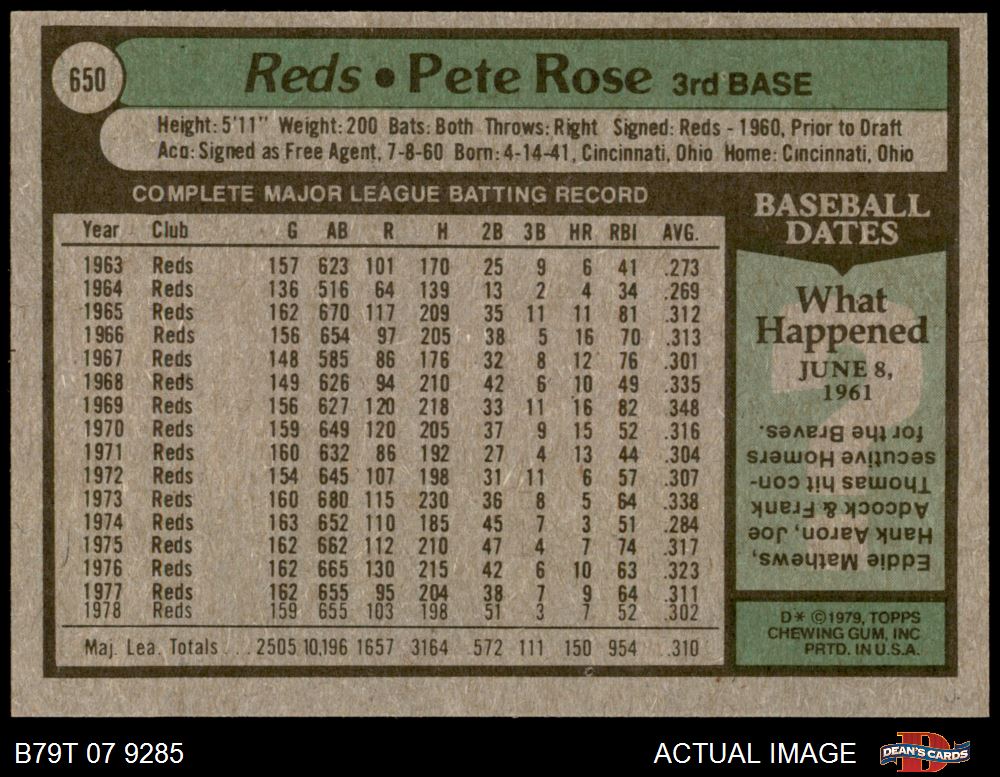 650
Reds • Pete Rose 3rd BASE
Height: 5'11" Weight: 200 Bats: Both Throws: Right Signed: Reds - 1960, Prior to Draft
Acq: Signed as Free Agent, 7-8-60 Born: 4-14-41, Cincinnati, Ohio Home: Cincinnati, Ohio
COMPLETE MAJOR LEAGUE BATTING RECORD
Year Club G AB R H 2B 3B HR RBI AVG.
1963 Reds 157 623 101 170 25 9 6 41 .273
1964 Reds 136 516 64 139 13 2 4 34 .269
1965 Reds 162 670 117 209 35 11 11 81 .312
1966 Reds 156 654 97 205 38 5 16 70 .313
1967 Reds 148 585 86 176 32 8 12 76 .301
1968 Reds 149 626 94 210 42 6 10 49 .335
1969 Reds 156 627 120 218 33 11 16 82 .348
1970 Reds 159 649 120 205 37 9 15 52 .316
1971 Reds 160 632 86 192 27 4 13 44 .304
1972 Reds 154 645 107 198 31 11 6 57 .307
1973 Reds 160 680 115 230 36 8 5 64 .338
1974 Reds 163 652 110 185 45 7 3 51 .284
1975 Reds 162 662 112 210 47 4 7 74 .317
1976 Reds 162 665 130 215 42 6 10 63 .323
1977 Reds 162 655 95 204 38 7 9 64 .311
1978 Reds 159 655 103 198 51 3 7 52 .302
Maj. Lea. Totals . . . 2505 10,196 1657 3164 572 111 150 954 .310
BASEBALL
DATES
What
Happened
JUNE 8,
1961
Eddie Mathews,
Hank Aaron, Joe
Adcock & Frank
Thomas hit con-
secutive Homers
for the Braves.
D* ©1979, TOPPS
CHEWING GUM, INC
PRTD. IN U.S.A.
B79T 07 9285
ACTUAL IMAGE
DEAN'S CARDS